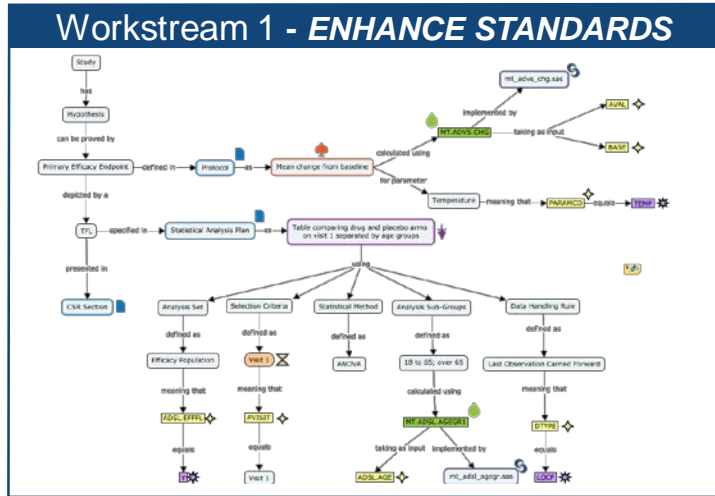 Workstream 1 - ENHANCE STANDARDS
Study
has
Hypothesis
can be proved by
Primary Efficacy Endpoint
defined in
Protocol
as
Mean change from baseline
calculated using
MT.ADVS.CHG
implemented by
mt_advs_chg.sas
taking as input
AVAL
BASE
for parameter
Temperature
meaning that
PARAMCD
equals
TEMP
depicted by a
TFL
specified in
Statistical Analysis Plan
as
Table comparing drug and placebo arms
on visit 1 separated by age groups
presented in
CSR Section
using
Analysis Set
defined as
Efficacy Population
meaning that
ADSL.EFFFL
equals
Selection Criteria
defined as
Visit 1
meaning that
AVISIT
equals
Visit 1
Statistical Method
defined as
ANOVA
Analysis Sub-Groups
defined as
18 to 65; over 65
calculated using
MT.ADSL.AGEGR1
taking as input
ADSL.AGE
implemented by
mt_adsl_agegr.sas
Data Handling Rule
defined as
Last Observation Carried Forward
meaning that
DTYPE
equals
LOCF